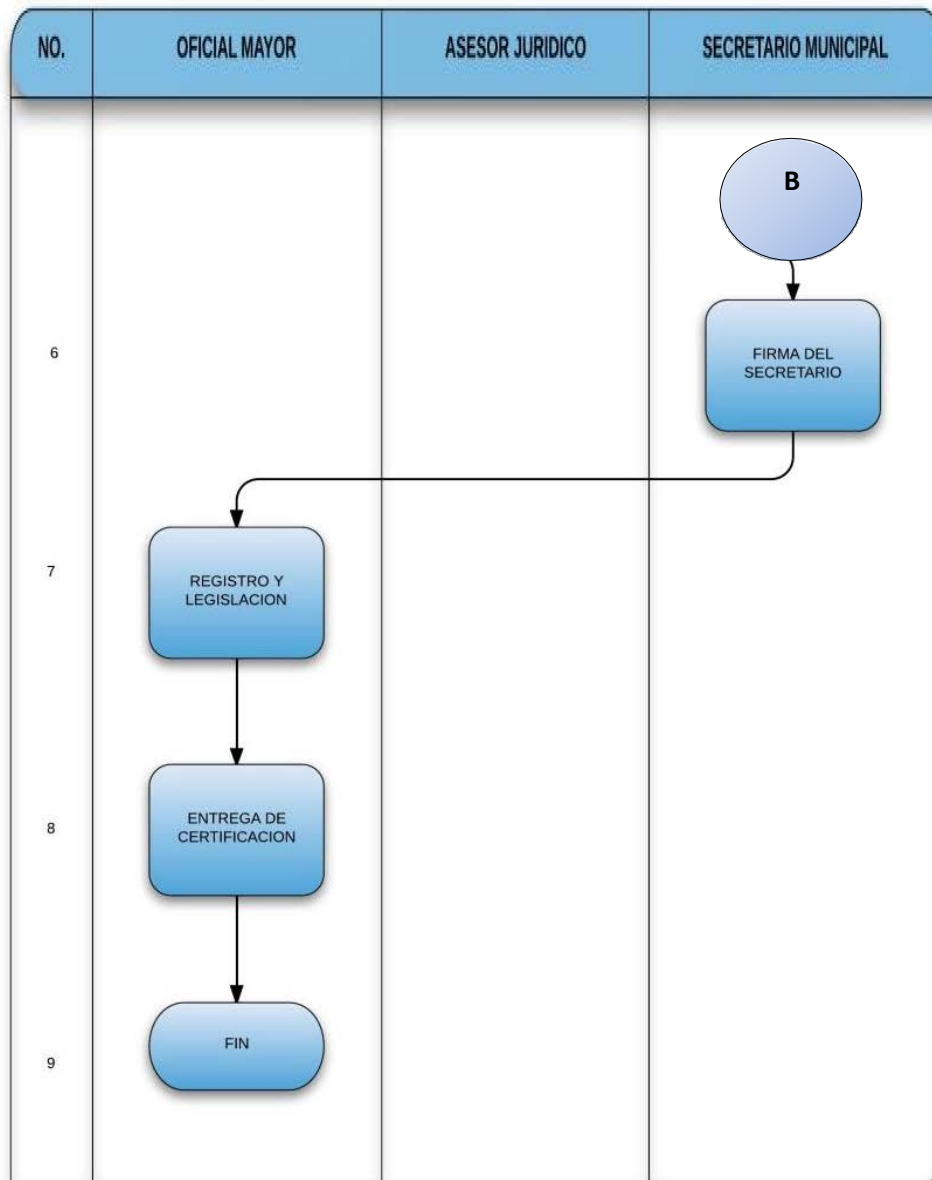 NO.
OFICIAL MAYOR
ASESOR JURIDICO
SECRETARIO MUNICIPAL
B
6
FIRMA DEL
SECRETARIO
7
REGISTRO Y
LEGISLACION
8
ENTREGA DE
CERTIFICACION
FIN
9